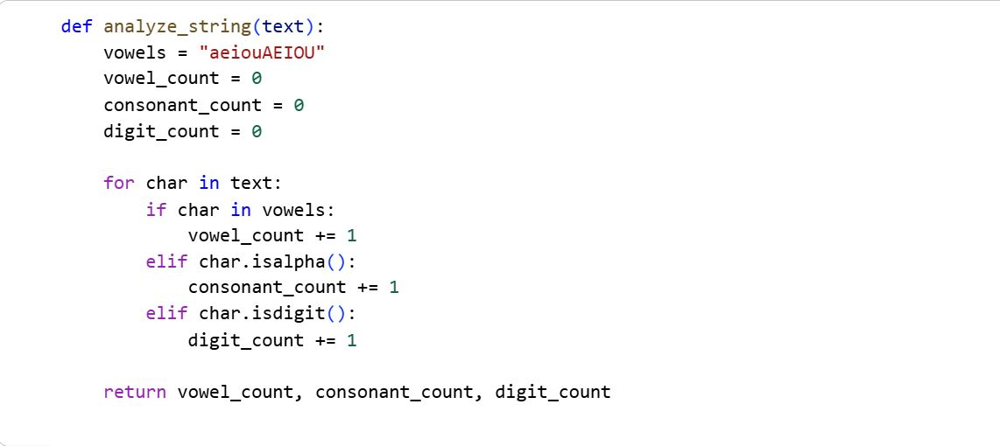 def analyze_string(text):
    vowels = "aeiouAEIOU"
    vowel_count = 0
    consonant_count = 0
    digit_count = 0

    for char in text:
        if char in vowels:
            vowel_count += 1
        elif char.isalpha():
            consonant_count += 1
        elif char.isdigit():
            digit_count += 1

    return vowel_count, consonant_count, digit_count